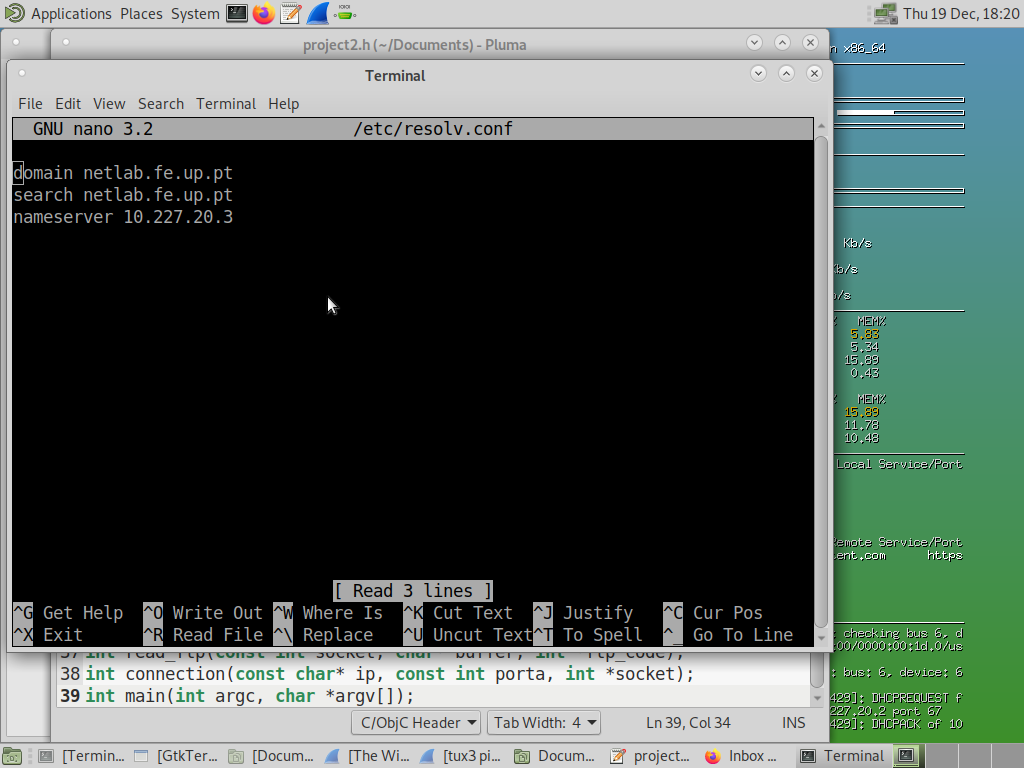 Applications Places System Thu 19 Dec, 18:20
project2.h (~/Documents) - Pluma
Terminal
File Edit View Search Terminal Help
GNU nano 3.2 /etc/resolv.conf
domain netlab.fe.up.pt
search netlab.fe.up.pt
nameserver 10.227.20.3
[ Read 3 lines ]
^G Get Help ^O Write Out ^W Where Is ^K Cut Text ^J Justify ^C Cur Pos
^X Exit ^R Read File ^\ Replace ^U Uncut Text ^T To Spell ^_ Go To Line
37 int read_ftp(const int socket, char* buffer, int* ftp_code);
38 int connection(const char* ip, const int porta, int *socket);
39 int main(int argc, char *argv[]);
C/ObjC Header Tab Width: 4 Ln 39, Col 34 INS
x86_64
Kb/s
Kb/s
MEM%
5.83
5.34
15.89
0.43
MEM%
15.89
11.78
10.48
Local Service/Port
Remote Service/Port
ent.com https
: checking bus 6, d
:00/0000:00:1d.0/us
: bus: 6, device: 6
429]: DHCPREQUEST f
227.20.2 port 67
429]: DHCPACK of 10
[Termin... [GtkTer... [Docum... [The Wi... [tux3 pi... Docum... project... Inbox ... Terminal